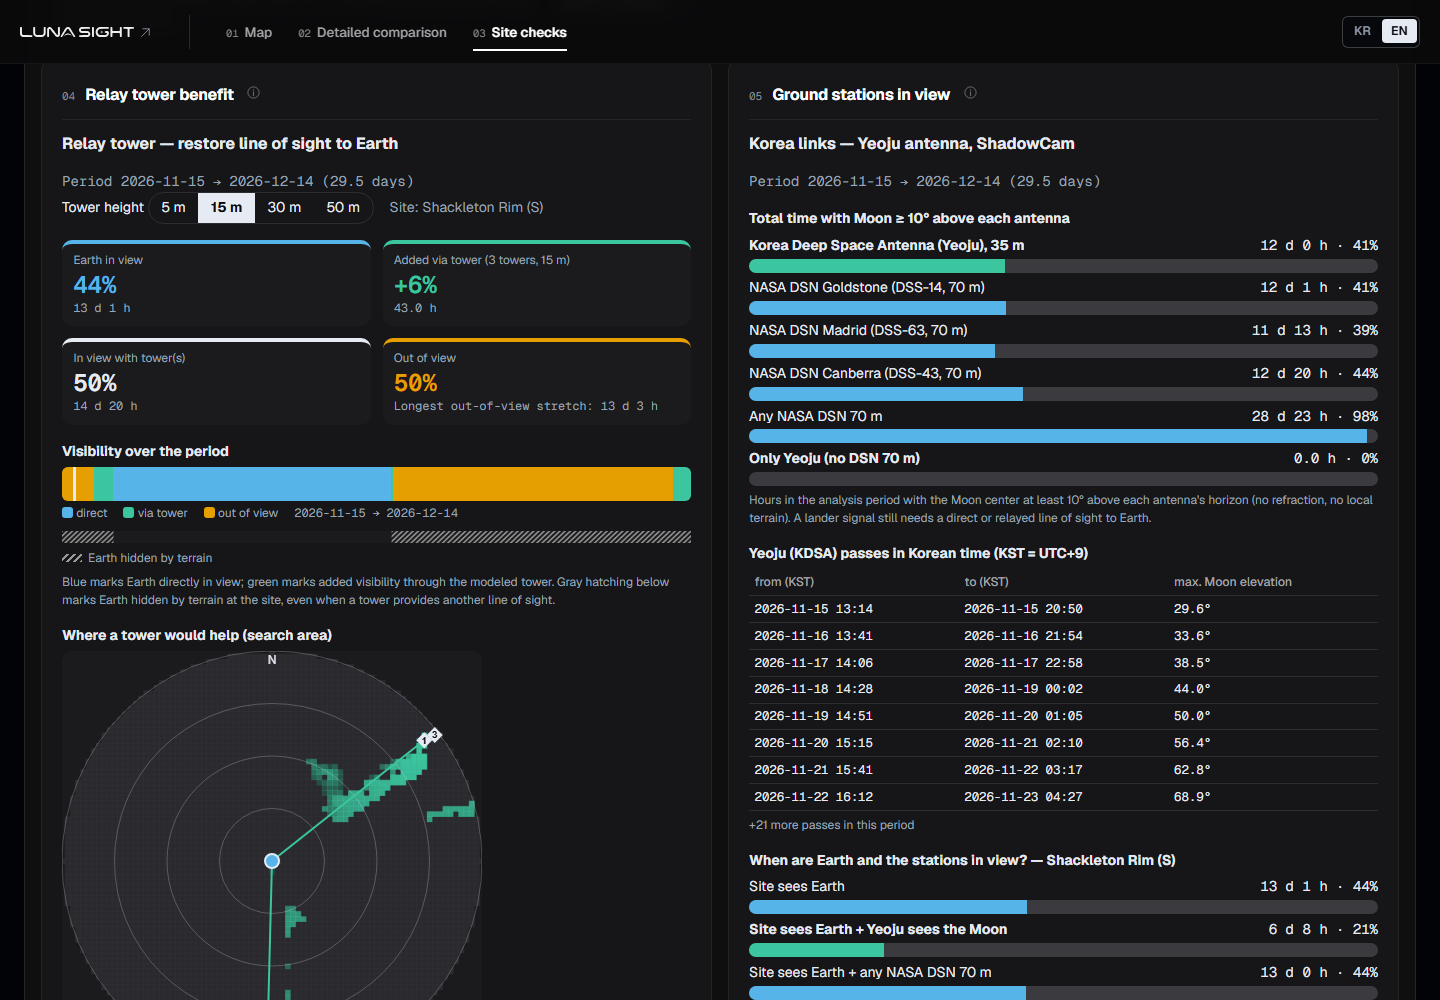 LUNA SIGHT ↗
01 Map
02 Detailed comparison
03 Site checks
KR EN
04 Relay tower benefit ⓘ
Relay tower — restore line of sight to Earth
Period 2026-11-15 → 2026-12-14 (29.5 days)
Tower height 5 m 15 m 30 m 50 m Site: Shackleton Rim (S)
Earth in view
44%
13 d 1 h
Added via tower (3 towers, 15 m)
+6%
43.0 h
In view with tower(s)
50%
14 d 20 h
Out of view
50%
Longest out-of-view stretch: 13 d 3 h
Visibility over the period
direct via tower out of view 2026-11-15 → 2026-12-14
Earth hidden by terrain
Blue marks Earth directly in view; green marks added visibility through the modeled tower. Gray hatching below
marks Earth hidden by terrain at the site, even when a tower provides another line of sight.
Where a tower would help (search area)
N
1 3
05 Ground stations in view ⓘ
Korea links — Yeoju antenna, ShadowCam
Period 2026-11-15 → 2026-12-14 (29.5 days)
Total time with Moon ≥ 10° above each antenna
Korea Deep Space Antenna (Yeoju), 35 m 12 d 0 h · 41%
NASA DSN Goldstone (DSS-14, 70 m) 12 d 1 h · 41%
NASA DSN Madrid (DSS-63, 70 m) 11 d 13 h · 39%
NASA DSN Canberra (DSS-43, 70 m) 12 d 20 h · 44%
Any NASA DSN 70 m 28 d 23 h · 98%
Only Yeoju (no DSN 70 m) 0.0 h · 0%
Hours in the analysis period with the Moon center at least 10° above each antenna's horizon (no refraction, no local
terrain). A lander signal still needs a direct or relayed line of sight to Earth.
Yeoju (KDSA) passes in Korean time (KST = UTC+9)
from (KST) to (KST) max. Moon elevation
2026-11-15 13:14 2026-11-15 20:50 29.6°
2026-11-16 13:41 2026-11-16 21:54 33.6°
2026-11-17 14:06 2026-11-17 22:58 38.5°
2026-11-18 14:28 2026-11-19 00:02 44.0°
2026-11-19 14:51 2026-11-20 01:05 50.0°
2026-11-20 15:15 2026-11-21 02:10 56.4°
2026-11-21 15:41 2026-11-22 03:17 62.8°
2026-11-22 16:12 2026-11-23 04:27 68.9°
+21 more passes in this period
When are Earth and the stations in view? — Shackleton Rim (S)
Site sees Earth 13 d 1 h · 44%
Site sees Earth + Yeoju sees the Moon 6 d 8 h · 21%
Site sees Earth + any NASA DSN 70 m 13 d 0 h · 44%